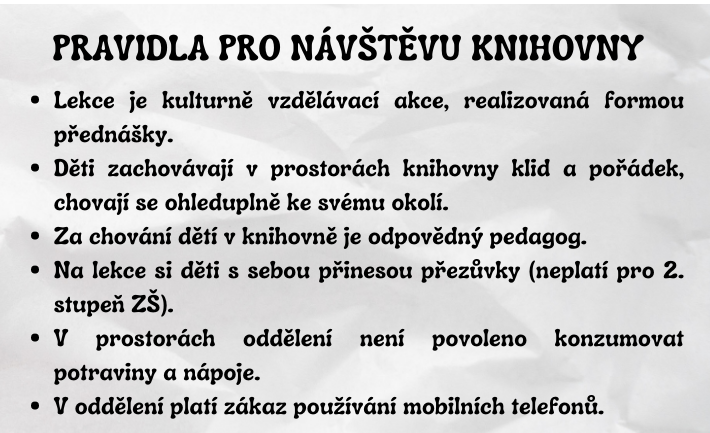 PRAVIDLA PRO NÁVŠTĚVU KNIHOVNY
• Lekce je kulturně vzdělávací akce, realizovaná formou
přednášky.
• Děti zachovávají v prostorách knihovny klid a pořádek,
chovají se ohleduplně ke svému okolí.
• Za chování dětí v knihovně je odpovědný pedagog.
• Na lekce si děti s sebou přinesou přezůvky (neplatí pro 2.
stupeň ZŠ).
• V prostorách oddělení není povoleno konzumovat
potraviny a nápoje.
• V oddělení platí zákaz používání mobilních telefonů.